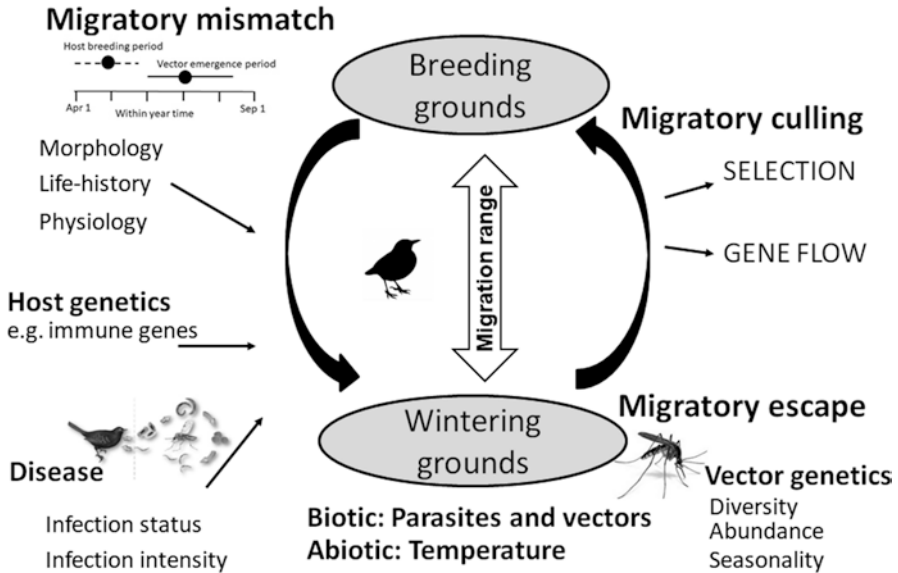 Migratory mismatch
Host breeding period
Vector emergence period
Apr 1
Within year time
Sep 1
Morphology
Life-history
Physiology
Host genetics
e.g. immune genes
Disease
Infection status
Infection intensity
Breeding
grounds
Migration range
Wintering
grounds
Biotic: Parasites and vectors
Abiotic: Temperature
Migratory culling
SELECTION
GENE FLOW
Migratory escape
Vector genetics
Diversity
Abundance
Seasonality